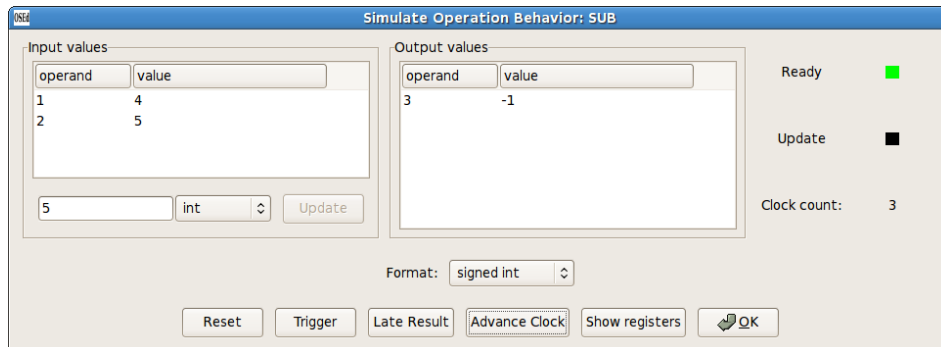 OSEd Simulate Operation Behavior: SUB
Input values
operand value
1 4
2 5
5 int Update
Output values
operand value
3 -1
Ready
Update
Clock count: 3
Format: signed int
Reset Trigger Late Result Advance Clock Show registers OK